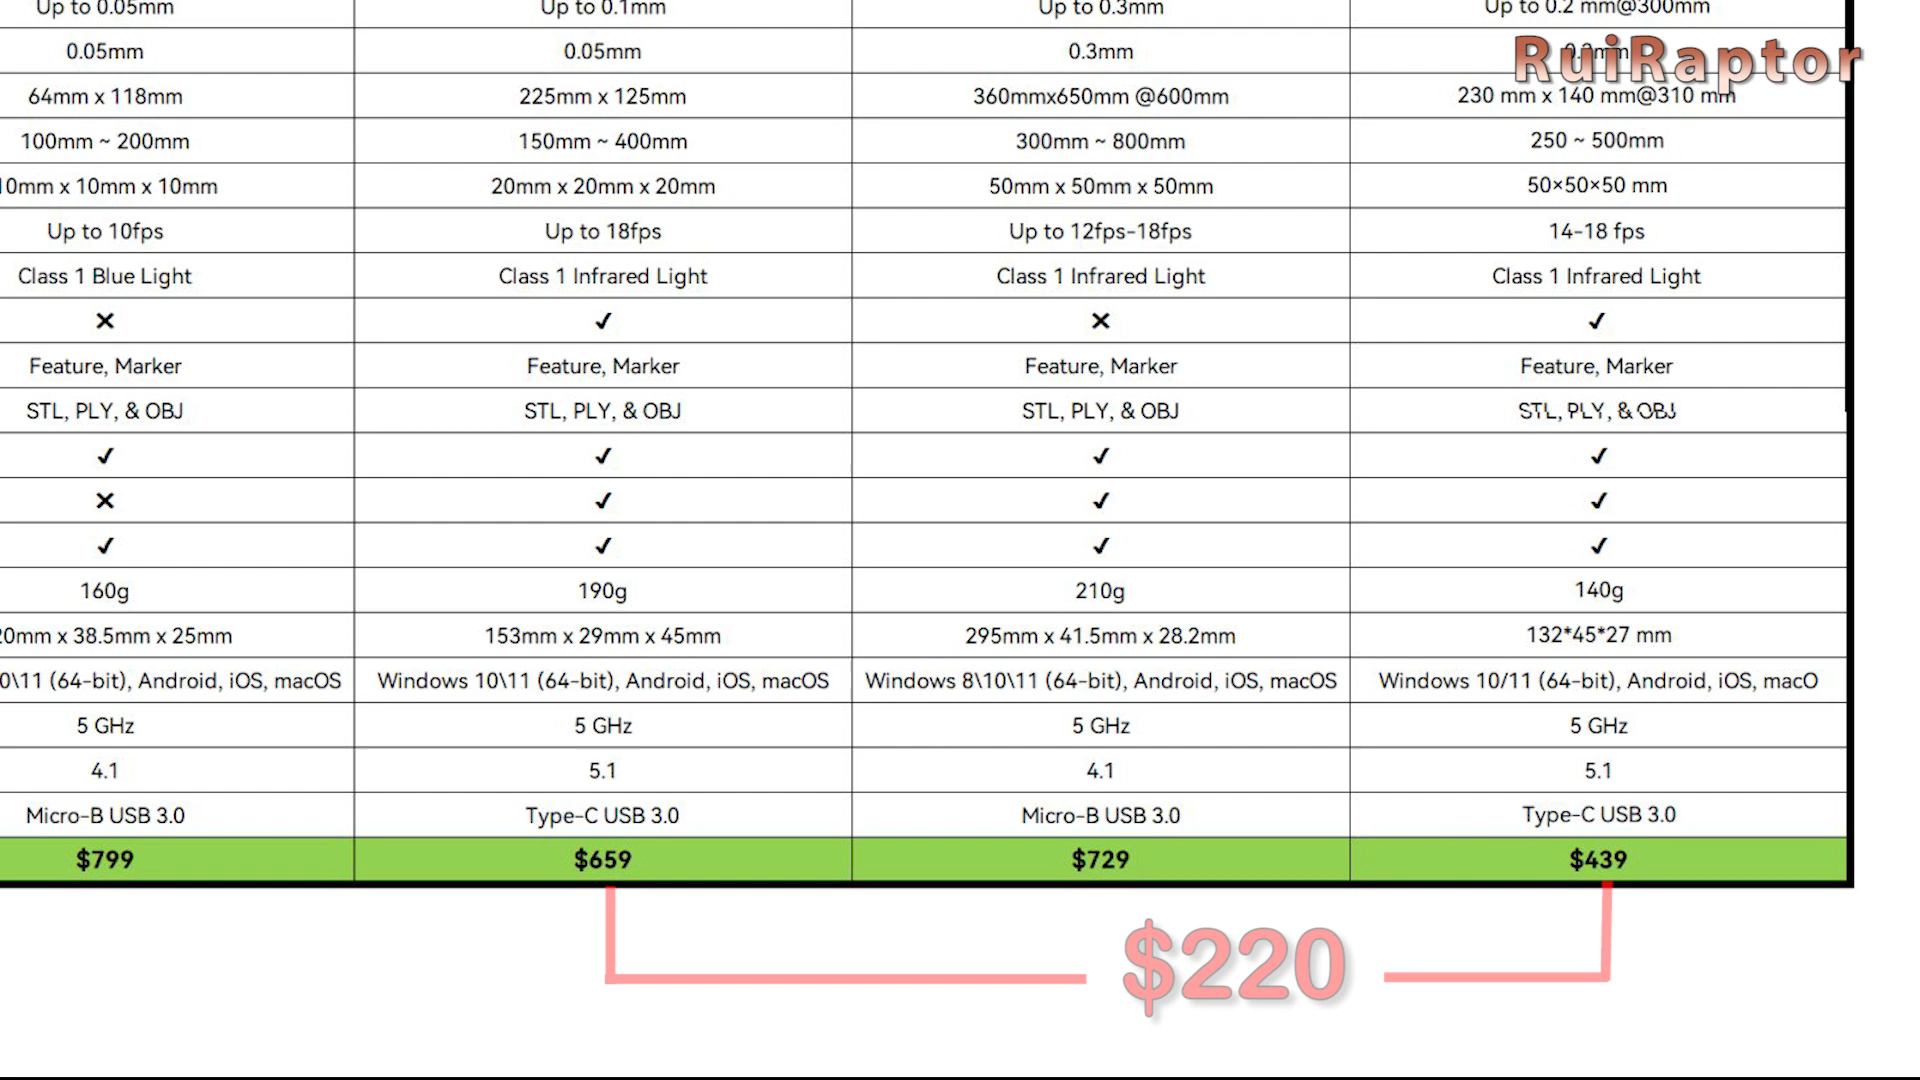 Up to 0.05mm Up to 0.1mm Up to 0.3mm Up to 0.2 mm@300mm
0.05mm 0.05mm 0.3mm
RuiRaptor
64mm x 118mm 225mm x 125mm 360mmx650mm @600mm 230 mm x 140 mm@310 mm
100mm ~ 200mm 150mm ~ 400mm 300mm ~ 800mm 250 ~ 500mm
10mm x 10mm x 10mm 20mm x 20mm x 20mm 50mm x 50mm x 50mm 50×50×50 mm
Up to 10fps Up to 18fps Up to 12fps-18fps 14-18 fps
Class 1 Blue Light Class 1 Infrared Light Class 1 Infrared Light Class 1 Infrared Light
Feature, Marker Feature, Marker Feature, Marker Feature, Marker
STL, PLY, & OBJ STL, PLY, & OBJ STL, PLY, & OBJ STL, PLY, & OBJ
160g 190g 210g 140g
20mm x 38.5mm x 25mm 153mm x 29mm x 45mm 295mm x 41.5mm x 28.2mm 132*45*27 mm
0\11 (64-bit), Android, iOS, macOS Windows 10\11 (64-bit), Android, iOS, macOS Windows 8\10\11 (64-bit), Android, iOS, macOS Windows 10/11 (64-bit), Android, iOS, macO
5 GHz 5 GHz 5 GHz 5 GHz
4.1 5.1 4.1 5.1
Micro-B USB 3.0 Type-C USB 3.0 Micro-B USB 3.0 Type-C USB 3.0
$799 $659 $729 $439
$220